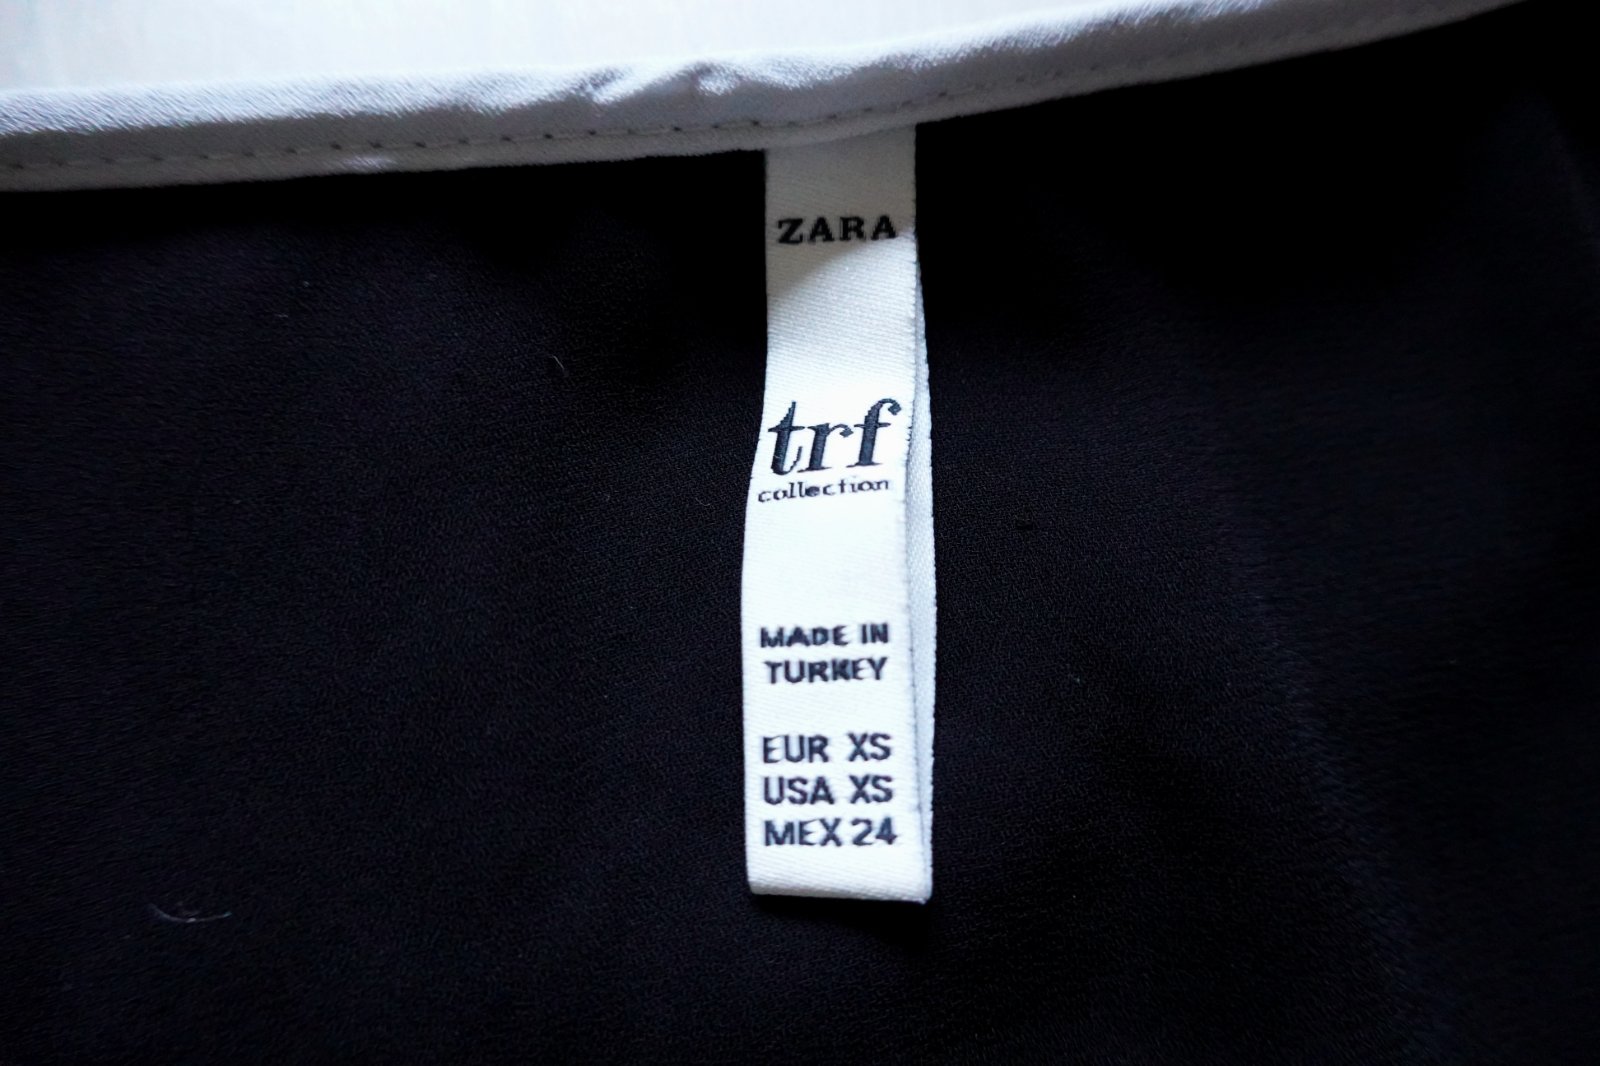 ZARA
trf
collection
MADE IN
TURKEY
EUR XS
USA XS
MEX 24